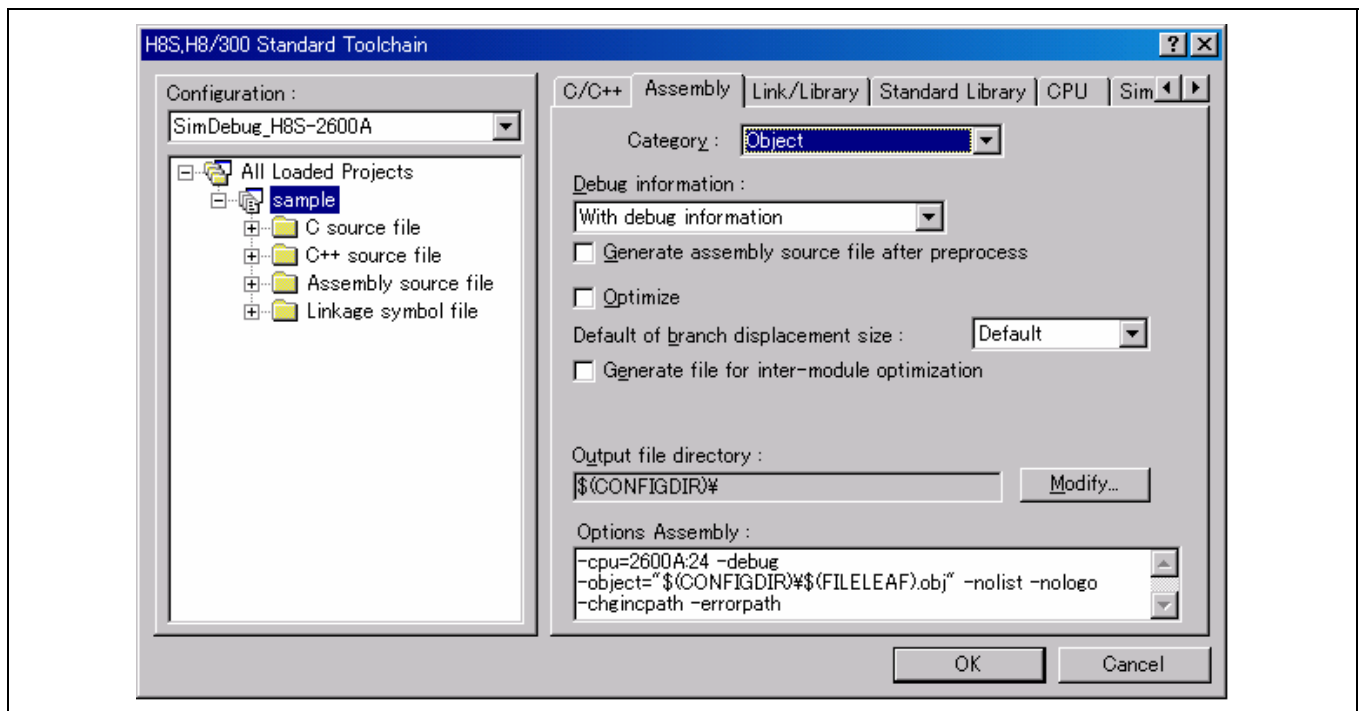 H8S,H8/300 Standard Toolchain
Configuration :
SimDebug_H8S-2600A
All Loaded Projects
sample
C source file
C++ source file
Assembly source file
Linkage symbol file
C/C++ Assembly Link/Library Standard Library CPU Sim
Category : Object
Debug information :
With debug information
Generate assembly source file after preprocess
Optimize
Default of branch displacement size : Default
Generate file for inter-module optimization
Output file directory :
$(CONFIGDIR)¥ Modify...
Options Assembly :
-cpu=2600A:24 -debug
-object="$(CONFIGDIR)¥$(FILELEAF).obj" -nolist -nologo
-chgincpath -errorpath
OK Cancel